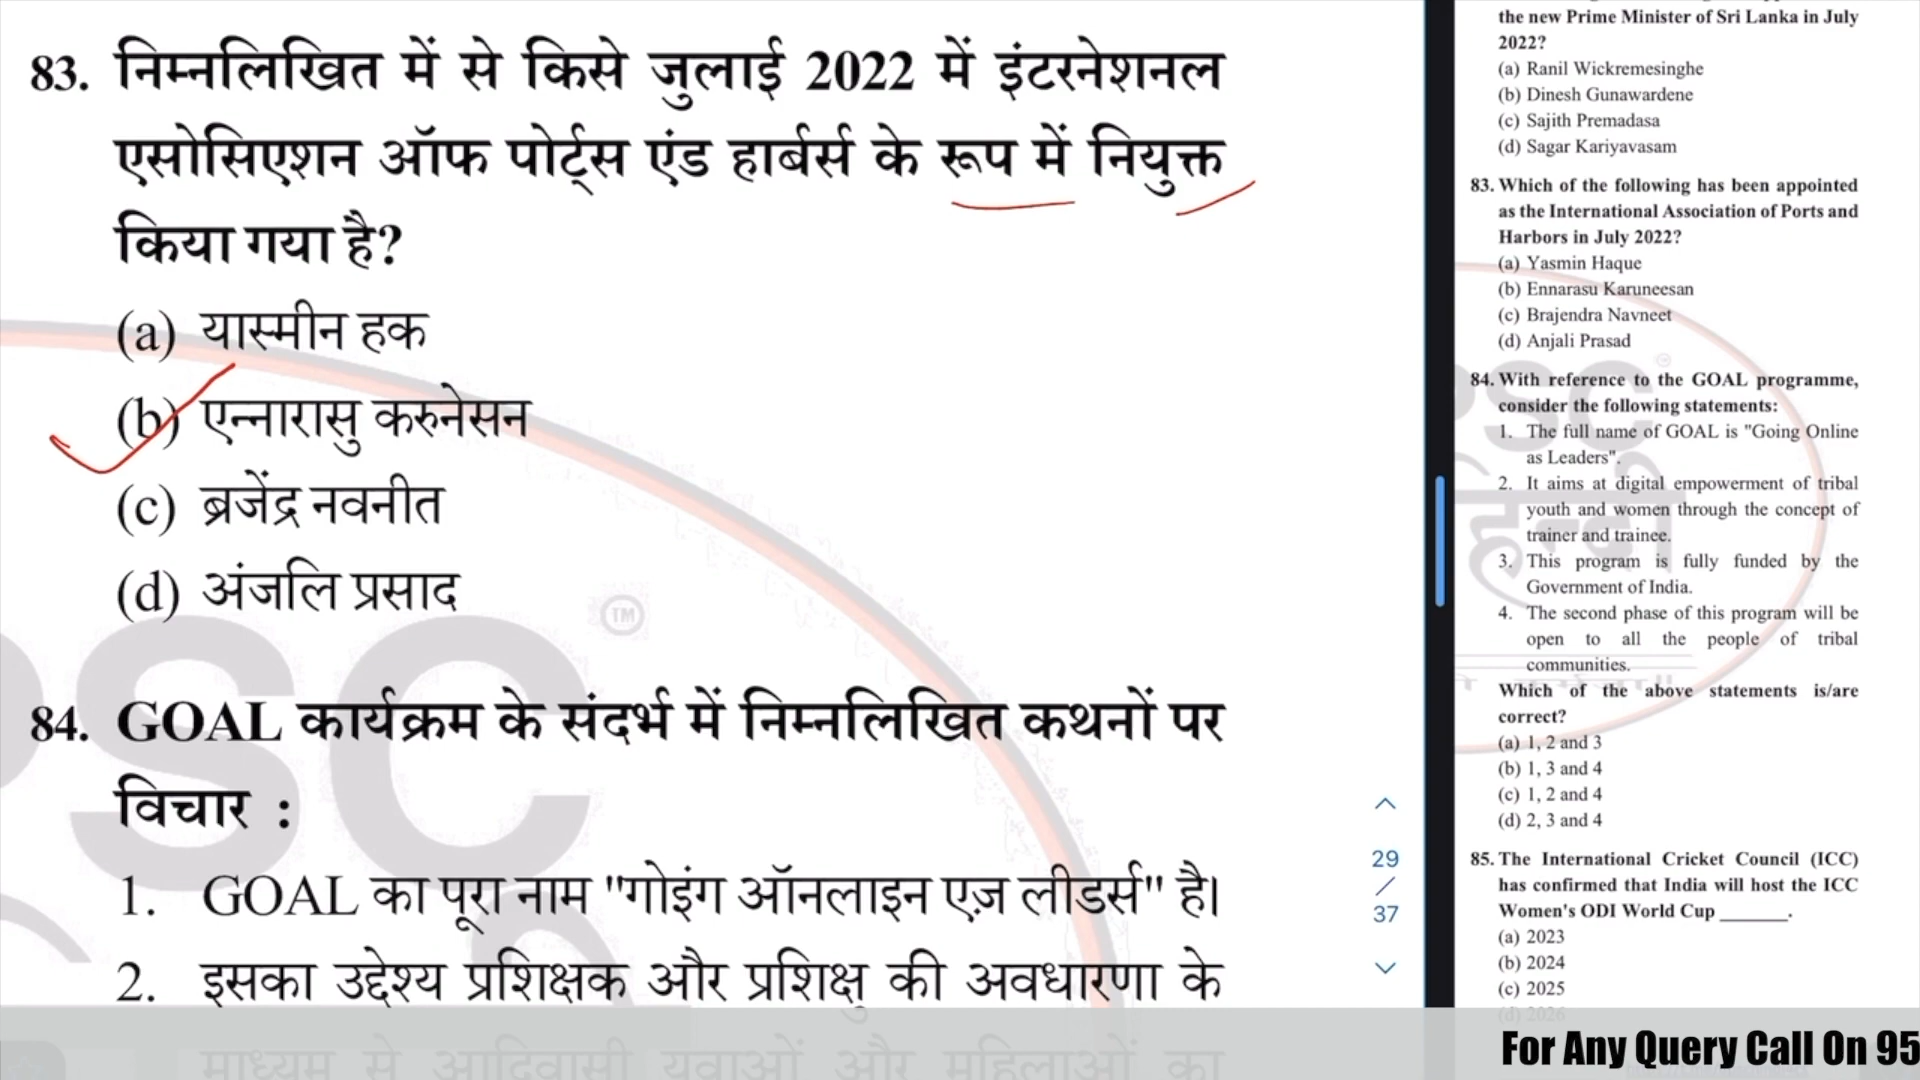 83. निम्नलिखित में से किसे जुलाई 2022 में इंटरनेशनल
एसोसिएशन ऑफ पोर्ट्स एंड हार्बर्स के रूप में नियुक्त
किया गया है?
(a) यास्मीन हक
(b) एन्नारासु करुनेसन
(c) ब्रजेंद्र नवनीत
(d) अंजलि प्रसाद
TM
84. GOAL कार्यक्रम के संदर्भ में निम्नलिखित कथनों पर
विचार :
1. GOAL का पूरा नाम "गोइंग ऑनलाइन एज़ लीडर्स" है।
2. इसका उद्देश्य प्रशिक्षक और प्रशिक्षु की अवधारणा के
माध्यम से आदिवासी युवाओं और महिलाओं का
29
/
37
the new Prime Minister of Sri Lanka in July
2022?
(a) Ranil Wickremesinghe
(b) Dinesh Gunawardene
(c) Sajith Premadasa
(d) Sagar Kariyavasam
83. Which of the following has been appointed
as the International Association of Ports and
Harbors in July 2022?
(a) Yasmin Haque
(b) Ennarasu Karuneesan
(c) Brajendra Navneet
(d) Anjali Prasad
84. With reference to the GOAL programme,
consider the following statements:
1. The full name of GOAL is "Going Online
as Leaders".
2. It aims at digital empowerment of tribal
youth and women through the concept of
trainer and trainee.
3. This program is fully funded by the
Government of India.
4. The second phase of this program will be
open to all the people of tribal
communities.
Which of the above statements is/are
correct?
(a) 1, 2 and 3
(b) 1, 3 and 4
(c) 1, 2 and 4
(d) 2, 3 and 4
85. The International Cricket Council (ICC)
has confirmed that India will host the ICC
Women's ODI World Cup ______.
(a) 2023
(b) 2024
(c) 2025
(d) 2026
For Any Query Call On 95